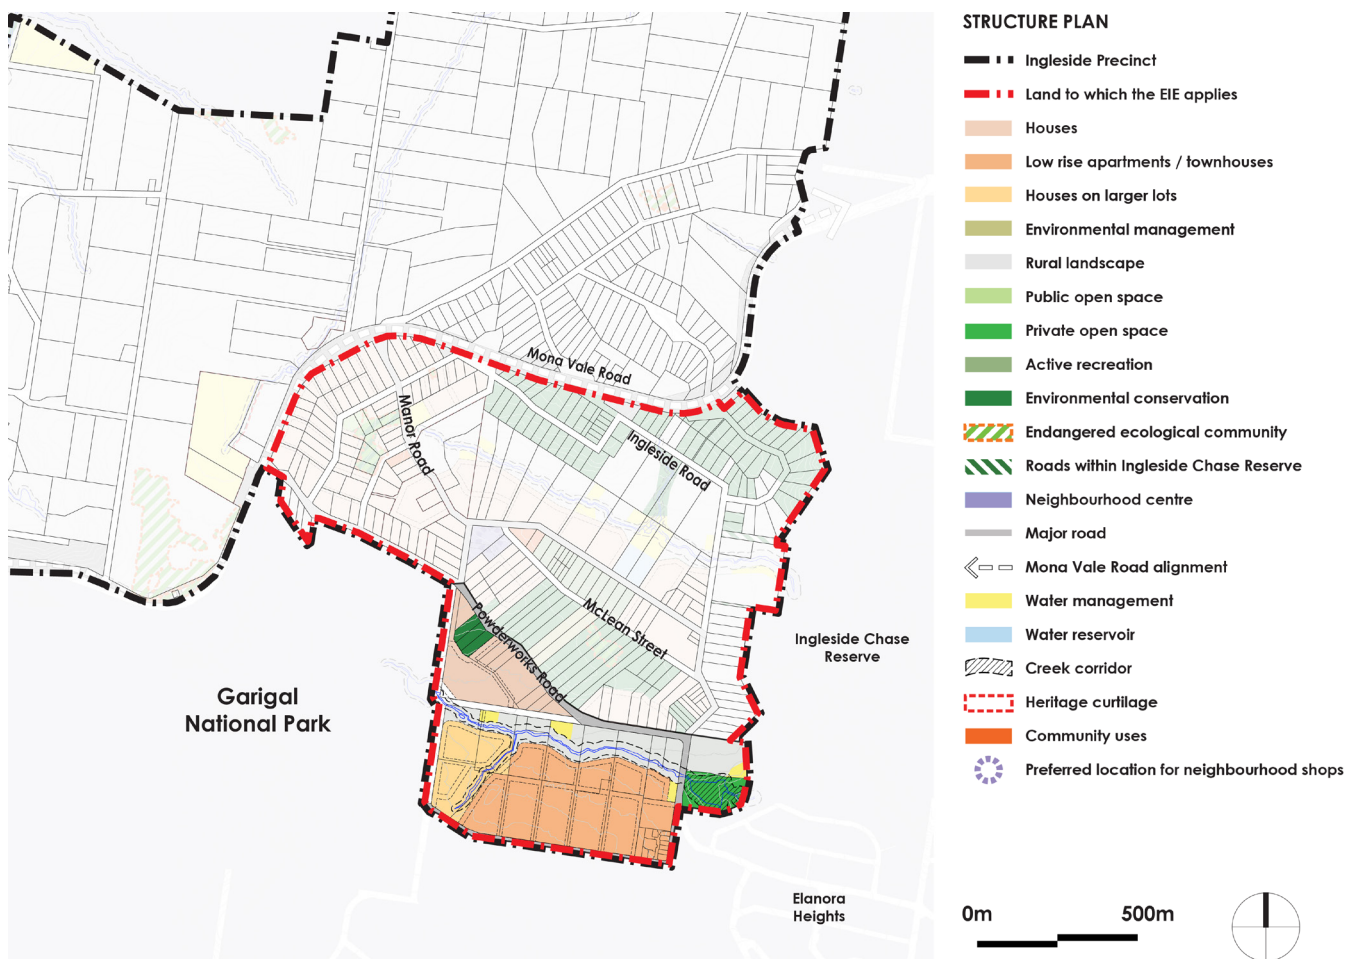 STRUCTURE PLAN
Ingleside Precinct
Land to which the EIE applies
Houses
Low rise apartments / townhouses
Houses on larger lots
Environmental management
Rural landscape
Public open space
Private open space
Active recreation
Environmental conservation
Endangered ecological community
Roads within Ingleside Chase Reserve
Neighbourhood centre
Major road
Mona Vale Road alignment
Water management
Water reservoir
Creek corridor
Heritage curtilage
Community uses
Preferred location for neighbourhood shops
0m 500m
Mona Vale Road
Manor Road
Ingleside Road
McLean Street
Powderworks Road
Ingleside Chase
Reserve
Garigal
National Park
Elanora
Heights